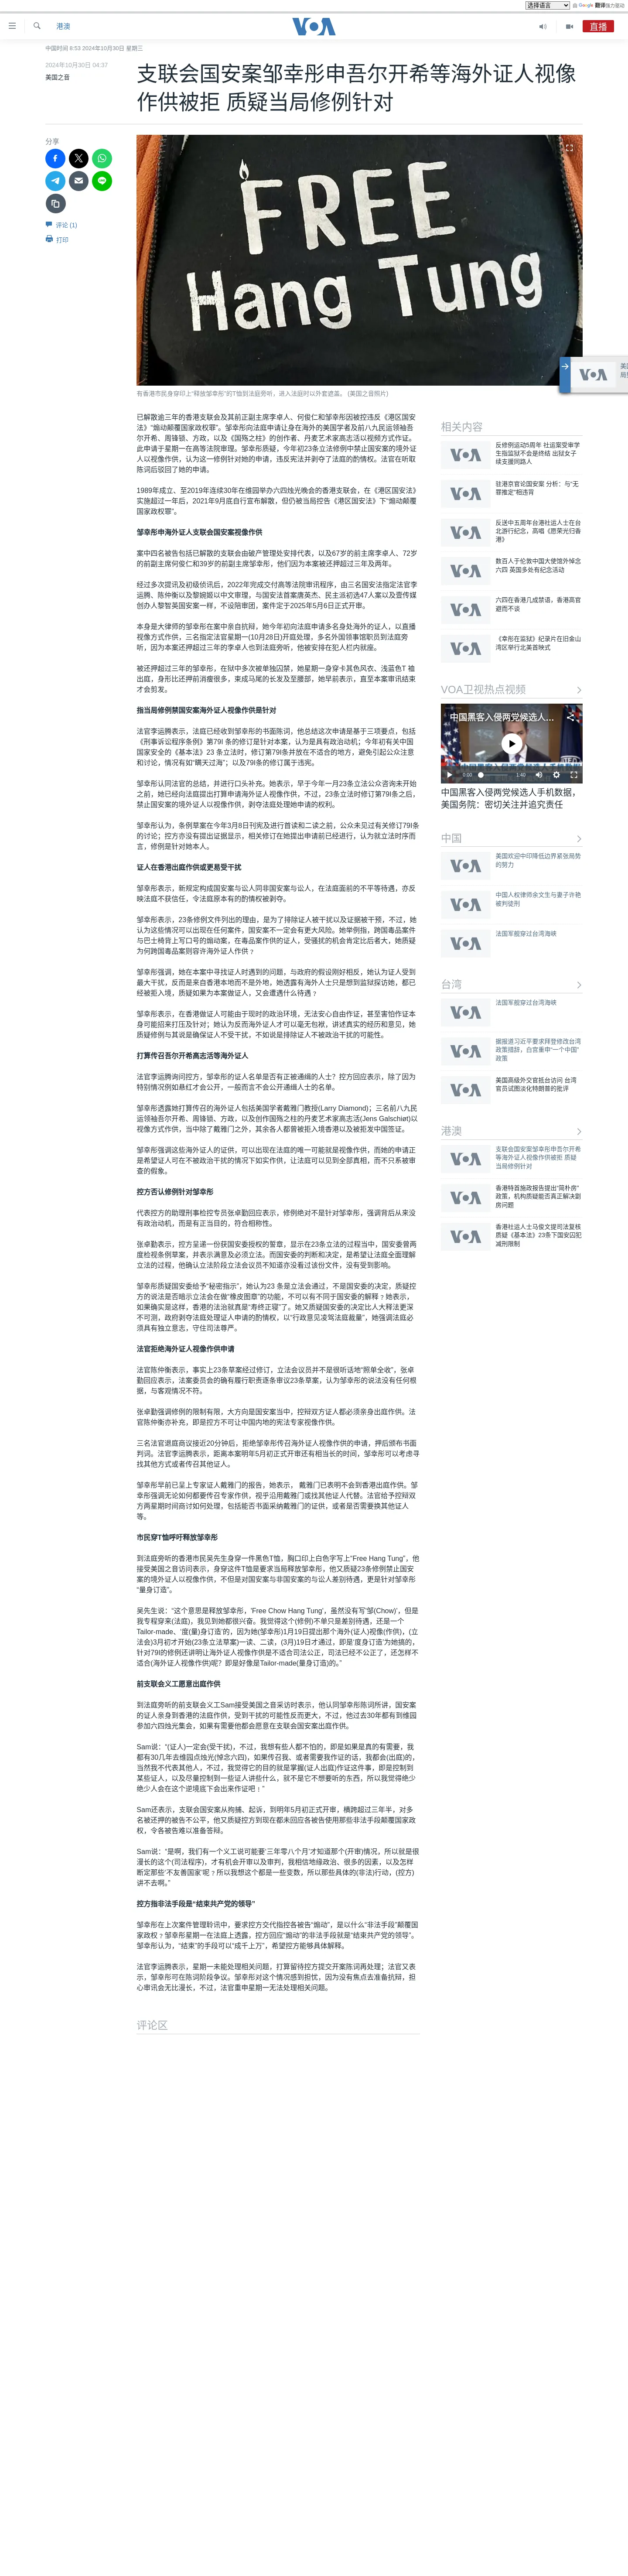 选择语言
由 Google 翻译强力驱动
港澳
VOA
直播
中国时间 8:53 2024年10月30日 星期三
2024年10月30日 04:37
美国之音
支联会国安案邹幸彤申吾尔开希等海外证人视像
作供被拒 质疑当局修例针对
分享
评论 (1)
打印
FREE
Hang Tung
有香港市民身穿印上“释放邹幸彤”的T恤到法庭旁听，进入法庭时以外套遮盖。 (美国之音照片)
已解散逾三年的香港支联会及其前正副主席李卓人、何俊仁和邹幸彤因被控违反《港区国安
法》“煽动颠覆国家政权罪”。邹幸彤向法庭申请让身在海外的美国学者及前八九民运领袖吾
尔开希、周锋锁、方政，以及《国殇之柱》的创作者、丹麦艺术家高志活以视频方式作证。
此申请于星期一在高等法院审理。邹幸彤质疑，今年初23条立法修例禁止国安案的境外证
人以视像作供，认为这一修例针对她的申请，违反宪法并剥夺了法庭的酌情权。法官在听取
陈词后驳回了她的申请。
1989年成立、至2019年连续30年在维园举办六四烛光晚会的香港支联会，在《港区国安法》
实施超过一年后，2021年9月底自行宣布解散，但仍被当局控告《港区国安法》下“煽动颠覆
国家政权罪”。
邹幸彤申海外证人支联会国安案视像作供
案中四名被告包括已解散的支联会由破产管理处安排代表，以及67岁的前主席李卓人、72岁
的前副主席何俊仁和39岁的前副主席邹幸彤，他们因为本案被还押超过三年及两年。
经过多次提讯及初级侦讯后，2022年完成交付高等法院审讯程序，由三名国安指定法官李
运腾、陈仲衡以及黎婉姬以中文审理，与国安法首案唐英杰、民主派初选47人案以及壹传媒
创办人黎智英国安案一样，不设陪审团，案件定于2025年5月6日正式开审。
本身是大律师的邹幸彤在案中亲自抗辩，她今年初向法庭申请多名身处海外的证人，以直播
视像方式作供，三名指定法官星期一(10月28日)开庭处理，多名外国领事馆职员到法庭旁
听，因为本案还押超过三年的李卓人也到法庭旁听，他被安排在犯人栏内就座。
被还押超过三年的邹幸彤，在狱中多次被单独囚禁，她星期一身穿卡其色风衣、浅蓝色T 裇
出庭，身形比还押前消瘦很多，束成马尾的长发及至腰部，她早前表示，直至本案审讯结束
才会剪发。
指当局修例禁国安案海外证人视像作供是针对
法官李运腾表示，法庭已经收到邹幸彤的书面陈词，他总结这次申请是基于三项要点，包括
《刑事诉讼程序条例》第79I 条的修订是针对本案，认为是具有政治动机；今年初有关中国
国家安全的《基本法》23 条立法时，修订第79I条并放在不适合的地方，避免引起公众注意
和讨论，情况有如“瞒天过海”；以及79I条的修订属于违宪。
邹幸彤认同法官的总结，并进行口头补充。她表示，早于今年一月23条立法公众咨询未开始
之前，她已经向法庭提出打算申请海外证人视像作供，不过，23条立法时修订第79I条之后，
禁止国安案的境外证人以视像作供，剥夺法庭处理她申请的权利。
邹幸彤认为，条例草案在今年3月8日刊宪及进行首读和二读之前，公众未见过有关修订79I条
的讨论；控方亦没有提出证据显示，相关修订在数据披露给官员前已经进行，认为就立法时序而
言，修例是针对她本人。
证人在香港出庭作供或更易受干扰
邹幸彤表示，新规定构成国安案与公人同非国安案与讼人，在法庭面前的不平等待遇，亦反
映法庭不获信任，令法庭原本有的酌情权被剥夺。
邹幸彤表示，23条修例文件列出的理由，是为了排除证人被干扰以及证据被干预，不过，她
认为这些情况可以出现在任何案件，国安案不一定会有更大风险。她举例指，跨国毒品案件
与巴士椅背上写口号的煽动案，在毒品案作供的证人，受骚扰的机会肯定比后者大，她质疑
为何跨国毒品案则容许海外证人作供﹖
邹幸彤强调，她在本案中寻找证人时遇到的问题，与政府的假设刚好相反，她认为证人受到
最大干扰，反而是来自香港本地而不是外地，她透露有海外人士只是想到监狱探访她，都已
经被拒入境，质疑如果为本案做证人，又会遭遇什么待遇﹖
邹幸彤表示，在香港做证人可能由于现时的政治环境，无法安心自由作证，甚至害怕作证本
身可能招来打压及针对；她认为反而海外证人才可以毫无包袱，讲述真实的经历和意见，她
质疑修例与其说是确保证人不受干扰，不如说是排除证人不被政治干扰的可能性。
打算传召吾尔开希高志活等海外证人
法官李运腾询问控方，邹幸彤的证人名单是否有正被通缉的人士？控方回应表示，除了因为
特别情况例如悬红才会公开，一般而言不会公开通缉人士的名单。
邹幸彤透露她打算传召的海外证人包括美国学者戴雅门教授(Larry Diamond)；三名前八九民
运领袖吾尔开希、周锋锁、方政，以及创作国殇之柱的丹麦艺术家高志活(Jens Galschiøt)以
视像方式作供，当中除了戴雅门之外，其余各人都曾被拒入境香港以及被拒发中国签证。
邹幸彤强调这些海外证人的证供，可以出现在法庭的唯一可能就是视像作供，而她的申请正
是希望证人可在不被政治干扰的情况下如实作供，让法庭可以见到全部真相，而不只系被审
查的假象。
控方否认修例针对邹幸彤
代表控方的助理刑事检控专员张卓勤回应表示，修例绝对不是针对邹幸彤，强调背后从来没
有政治动机，而是有正当目的，符合相称性。
张卓勤表示，控方呈递一份获国安委授权的誓章，显示在23条立法的过程当中，国安委曾两
度检视条例草案，并表示满意及必须立法。而国安委的判断和决定，是希望让法庭全面理解
立法的过程，他确认立法阶段立法会议员不知道亦没看过该份文件，没有受到影响。
邹幸彤质疑国安委给予“秘密指示”，她认为23 条是立法会通过，不是国安委的决定，质疑控
方的说法是否暗示立法会在做“橡皮图章”的功能，不可以有不同于国安委的解释﹖她表示，
如果确实是这样，香港的法治就真是“寿终正寝”了。她又质疑国安委的决定比人大释法更深
不可测，政府剥夺法庭处理证人申请的酌情权，以“行政意见凌驾法庭裁量”，她强调法庭必
须具有独立意志，守住司法尊严。
法官拒绝海外证人视像作供申请
法官陈仲衡表示，事实上23条草案经过修订，立法会议员并不是很听话地“照单全收”，张卓
勤回应表示，法案委员会的确有履行职责逐条审议23条草案，认为邹幸彤的说法没有任何根
据，与客观情况不符。
张卓勤强调修例的限制有限，大方向是国安案当中，控辩双方证人都必须亲身出庭作供。法
官陈仲衡亦补充，即是控方不可让中国内地的宪法专家视像作供。
三名法官退庭商议接近20分钟后，拒绝邹幸彤传召海外证人视像作供的申请，押后颁布书面
判词。法官李运腾表示，距离本案明年5月初正式开审还有相当长的时间，邹幸彤可以考虑寻
找其他方式或者传召其他证人。
邹幸彤早前已呈上专家证人戴雅门的报告，她表示， 戴雅门已表明不会到香港出庭作供。邹
幸彤强调无论如何都要传召专家作供，视乎沿用戴雅门或找其他证人代替。法官给予控辩双
方两星期时间商讨如何处理，包括能否书面采纳戴雅门的证供，或者是否需要换其他证人
等。
市民穿T恤呼吁释放邹幸彤
到法庭旁听的香港市民吴先生身穿一件黑色T恤，胸口印上白色字写上“Free Hang Tung”，他
接受美国之音访问表示，身穿这件T恤是要求当局释放邹幸彤，他又质疑23条修例禁止国安
案的境外证人以视像作供，不但是对国安案与非国安案的与讼人差别待遇，更是针对邹幸彤
“量身订造”。
吴先生说：“这个意思是释放邹幸彤，'Free Chow Hang Tung'，虽然没有写'邹(Chow)'，但是
我专程穿来(法庭)，我见到她都很兴奋。我觉得这个(修例)不单只是差别待遇，还是一个
Tailor-made、'度(量)身订造'的，因为她(邹幸彤)1月19日提出那个海外(证人)视像(作供)，(立
法会)3月初才开始(23条立法草案)一读、二读，(3月)19日才通过，即是'度身订造'为她搞的，
针对79I的修例还讲明让海外证人视像作供是不适合司法公正，司法已经不公正了，还怎样不
适合(海外证人视像作供)呢？即是好像是Tailor-made(量身订造)的。”
前支联会义工愿意出庭作供
到法庭旁听的前支联会义工Sam接受美国之音采访时表示，他认同邹幸彤陈词所讲，国安案
的证人亲身到香港的法庭作供，受到干扰的可能性反而更大，不过，他过去30年都有到维园
参加六四烛光集会，如果有需要他都会愿意在支联会国安案出庭作供。
Sam说：“(证人)一定会(受干扰)，不过，我想有些人都不怕的，即是如果是真的有需要，我
都有30几年去维园点烛光(悼念六四)，如果传召我、或者需要我作证的话，我都会(出庭)的，
当然我不代表其他人，不过，我觉得它的目的就是掌握(证人出庭)作证这件事，即是控制到
某些证人，以及尽量控制到一些证人讲些什么，就不是它不想要听的东西，所以我觉得他少
绝少人会在这个逆境底下会出来作证吧﹗”
Sam还表示，支联会国安案从拘捕、起诉，到明年5月初正式开审，横跨超过三年半，对多
名被还押的被告不公平，他又质疑控方到现在都未回应各被告使用那些非法手段颠覆国家政
权，令各被告难以准备答辩。
Sam说：“是啊，我们有一个义工说可能要‘三年零八个月’才知道那个(开审)情况，所以就是很
漫长的这个(司法程序)，才有机会开审以及审判，我相信地缘政治、很多的因素，以及怎样
断定那些‘不友善国家’呢﹖所以我想这个都是一些变数，所以那些具体的(非法)行动，(控方)
讲不去啊。”
控方指非法手段是“结束共产党的领导”
邹幸彤在上次案件管理聆讯中，要求控方交代指控各被告“煽动”，是以什么“非法手段”颠覆国
家政权﹖邹幸彤星期一在法庭上透露，控方回应“煽动”的非法手段就是“结束共产党的领导”。
邹幸彤认为，“结束”的手段可以“成千上万”，希望控方能够具体解释。
法官李运腾表示，星期一未能处理相关问题，打算留待控方提交开案陈词再处理；法官又表
示，邹幸彤可在陈词阶段争议。邹幸彤对这个情况感到担忧，因为没有焦点去准备抗辩，担
心审讯会无比漫长，不过，法官重申星期一无法处理相关问题。
评论区
相关内容
反修例运动5周年 社运案受审学
生指监狱不会是终结 出狱女子
续支援同路人
驻港京官论国安案 分析：与“无
罪推定”相违背
反送中五周年台港社运人士在台
北游行纪念，高唱《愿荣光归香
港》
数百人于伦敦中国大使馆外悼念
六四 英国多处有纪念活动
六四在香港几成禁语，香港高官
避而不谈
《幸彤在监狱》纪录片在旧金山
湾区举行北美首映式
VOA卫视热点视频
中国黑客入侵两党候选人...
0:00
1:40
中国黑客入侵两党候选人手机数据，
美国务院：密切关注并追究责任
中国
美国欢迎中印降低边界紧张局势
的努力
中国人权律师余文生与妻子许艳
被判徒刑
法国军舰穿过台湾海峡
台湾
法国军舰穿过台湾海峡
据报道习近平要求拜登修改台湾
政策措辞，白宫重申“一个中国”
政策
美国高级外交官抵台访问 台湾
官员试图淡化特朗普的批评
港澳
支联会国安案邹幸彤申吾尔开希
等海外证人视像作供被拒 质疑
当局修例针对
香港特首施政报告提出“简朴房”
政策，机构质疑能否真正解决劏
房问题
香港社运人士马俊文提司法复核
质疑《基本法》23条下国安囚犯
减刑限制